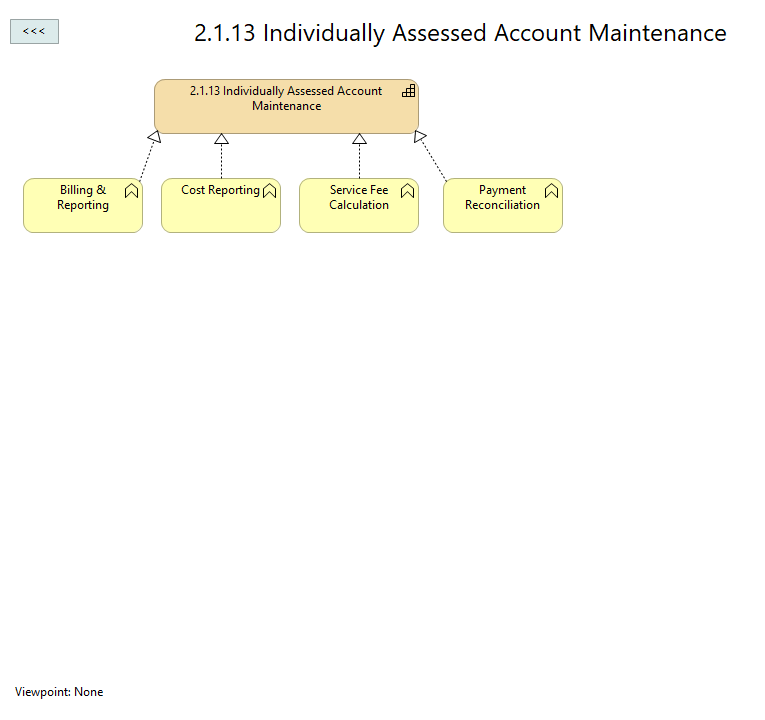 <<<
2.1.13 Individually Assessed Account Maintenance
2.1.13 Individually Assessed Account
Maintenance
Billing &
Reporting
Cost Reporting
Service Fee
Calculation
Payment
Reconciliation
Viewpoint: None